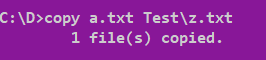 C:\D>copy a.txt Test\z.txt
        1 file(s) copied.